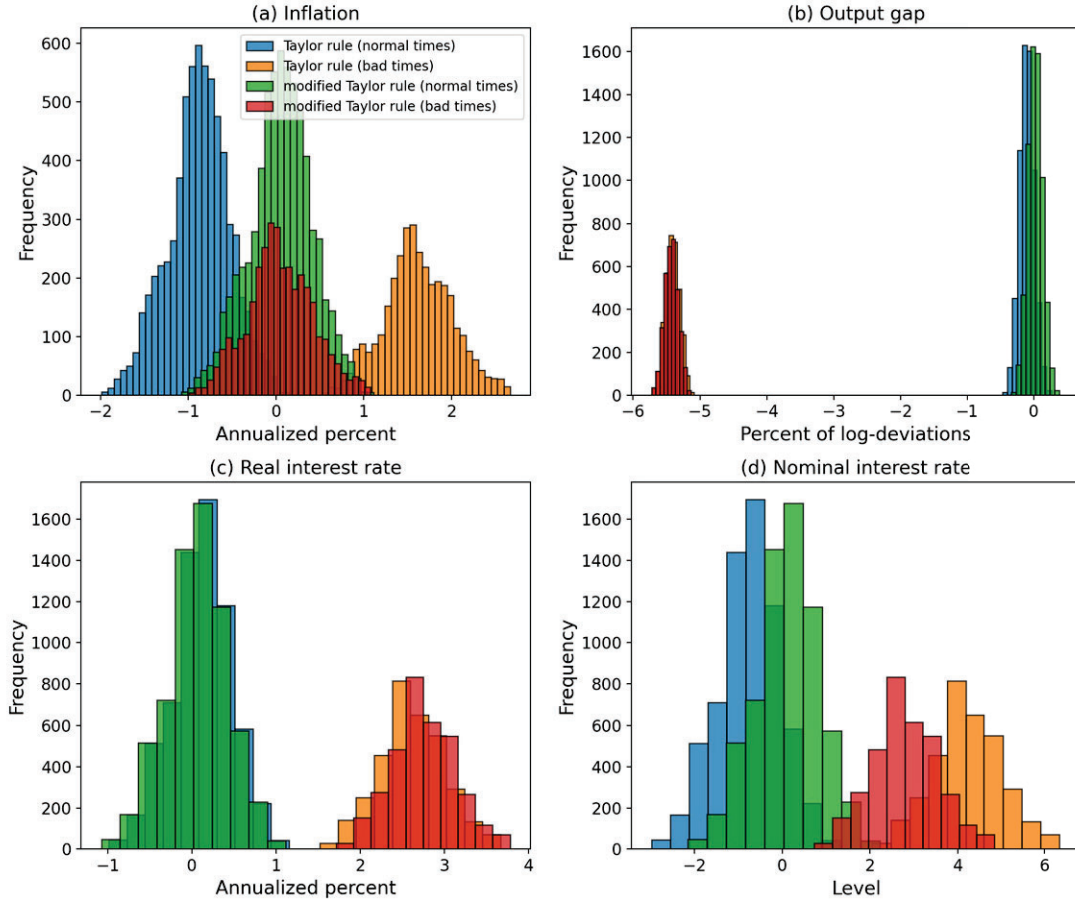 (a) Inflation
Frequency
600
500
400
300
200
100
0
Taylor rule (normal times)
Taylor rule (bad times)
modified Taylor rule (normal times)
modified Taylor rule (bad times)
−2 −1 0 1 2
Annualized percent
(b) Output gap
Frequency
1600
1400
1200
1000
800
600
400
200
0
−6 −5 −4 −3 −2 −1 0
Percent of log-deviations
(c) Real interest rate
Frequency
1600
1400
1200
1000
800
600
400
200
0
−1 0 1 2 3 4
Annualized percent
(d) Nominal interest rate
Frequency
1600
1400
1200
1000
800
600
400
200
0
−2 0 2 4 6
Level